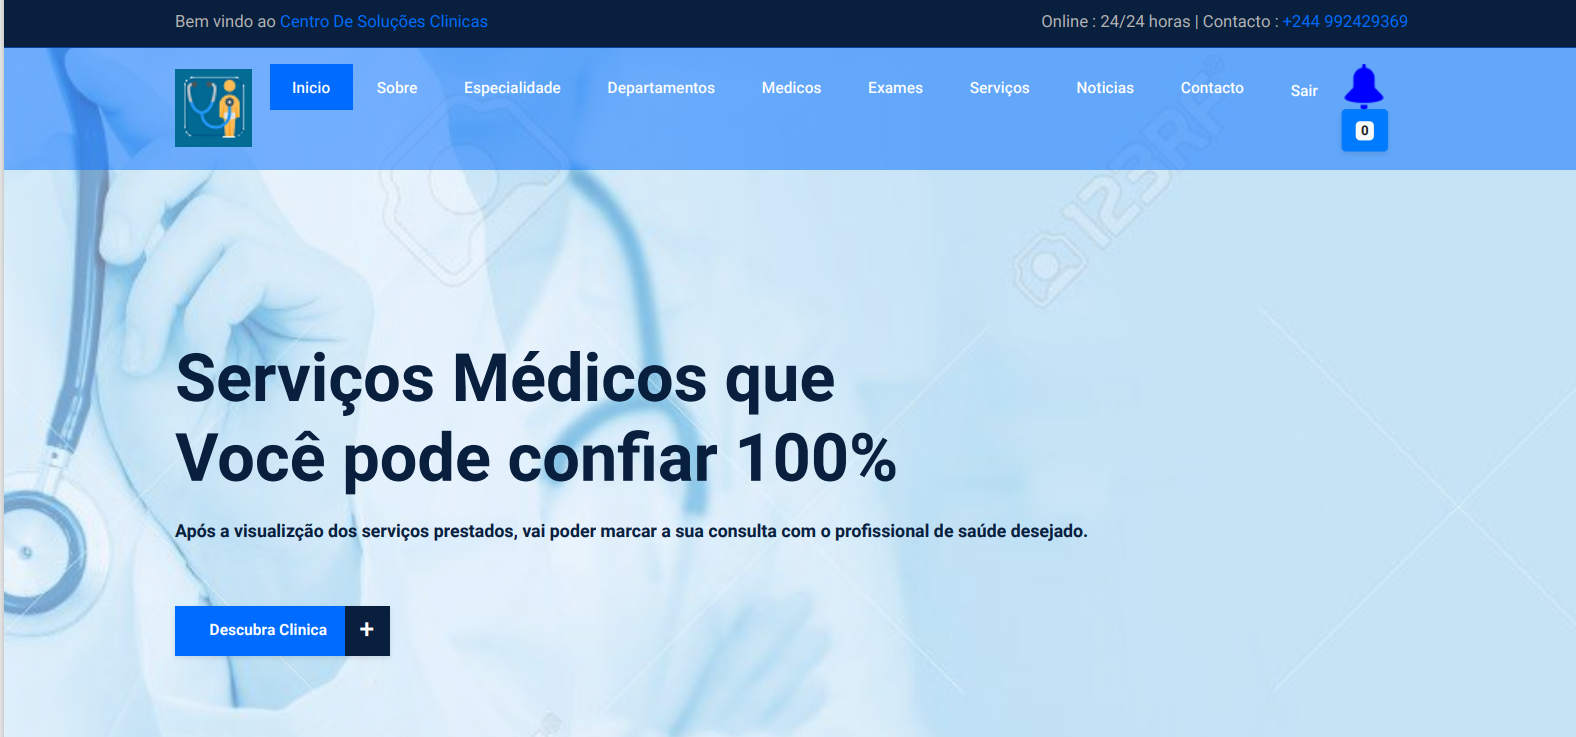 Bem vindo ao Centro De Soluções Clinicas
Online : 24/24 horas | Contacto : +244 992429369
Inicio Sobre Especialidade Departamentos Medicos Exames Serviços Noticias Contacto Sair
0
123RF®
Serviços Médicos que
Você pode confiar 100%
Após a visualizção dos serviços prestados, vai poder marcar a sua consulta com o profissional de saúde desejado.
Descubra Clinica +